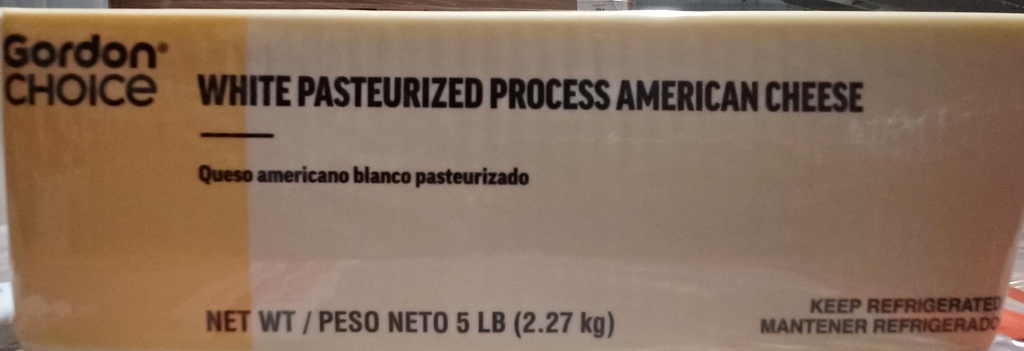 Gordon®
CHOICE
WHITE PASTEURIZED PROCESS AMERICAN CHEESE
Queso americano blanco pasteurizado
NET WT / PESO NETO 5 LB (2.27 kg)
KEEP REFRIGERATED
MANTENER REFRIGERADO